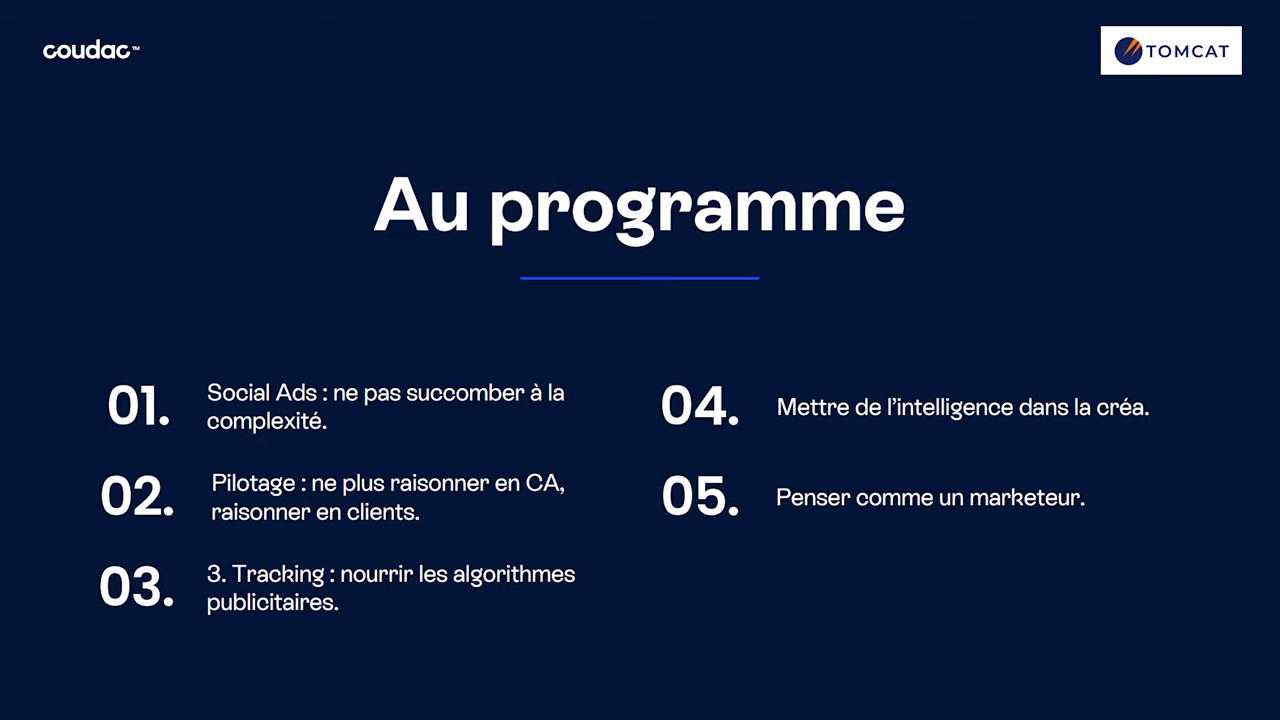 coudac™
TOMCAT
Au programme
01.
Social Ads : ne pas succomber à la
complexité.
02.
Pilotage : ne plus raisonner en CA,
raisonner en clients.
03.
3. Tracking : nourrir les algorithmes
publicitaires.
04.
Mettre de l’intelligence dans la créa.
05.
Penser comme un marketeur.